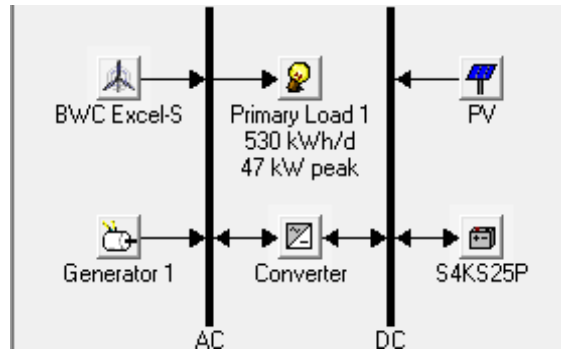 BWC Excel-S
Primary Load 1
530 kWh/d
47 kW peak
PV
Generator 1
Converter
S4KS25P
AC
DC